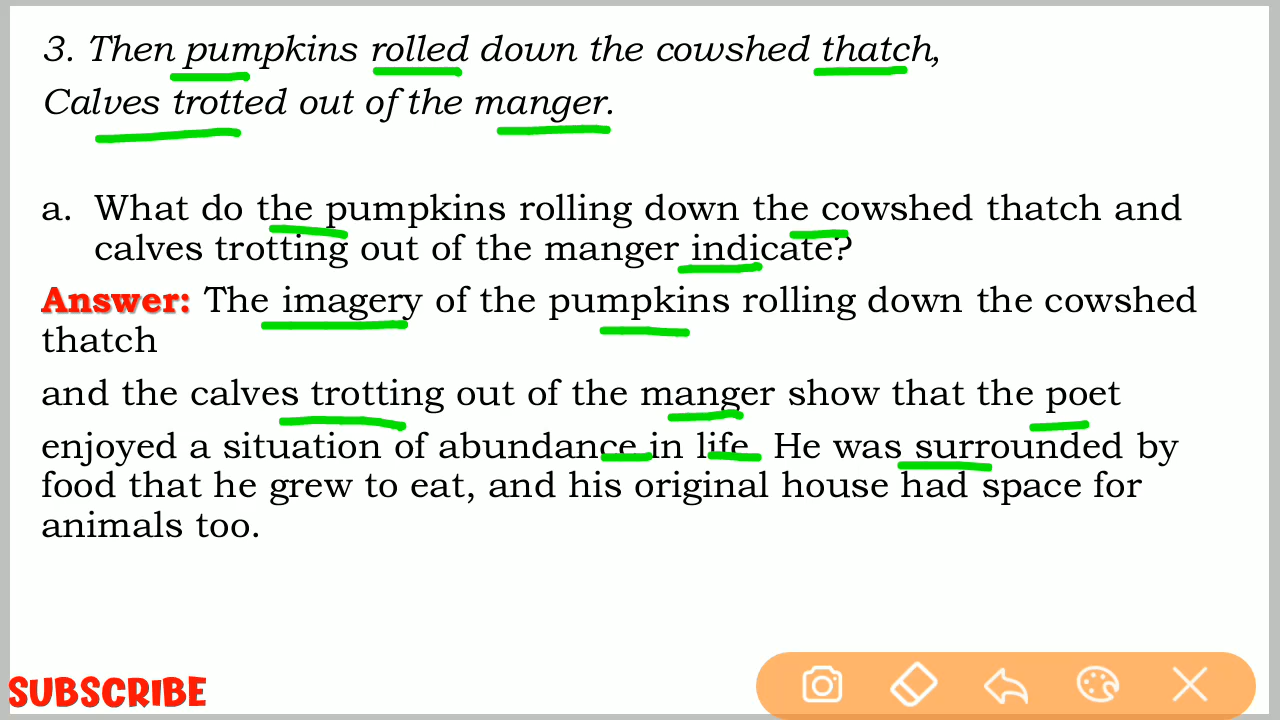 3. Then pumpkins rolled down the cowshed thatch,
Calves trotted out of the manger.
a. What do the pumpkins rolling down the cowshed thatch and
calves trotting out of the manger indicate?
Answer: The imagery of the pumpkins rolling down the cowshed
thatch
and the calves trotting out of the manger show that the poet
enjoyed a situation of abundance in life. He was surrounded by
food that he grew to eat, and his original house had space for
animals too.
SUBSCRIBE